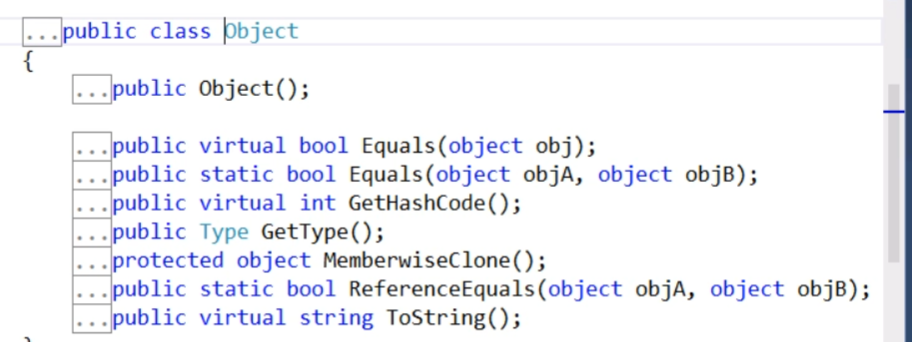 ...public class Object
{
...public Object();
...public virtual bool Equals(object obj);
...public static bool Equals(object objA, object objB);
...public virtual int GetHashCode();
...public Type GetType();
...protected object MemberwiseClone();
...public static bool ReferenceEquals(object objA, object objB);
...public virtual string ToString();
}